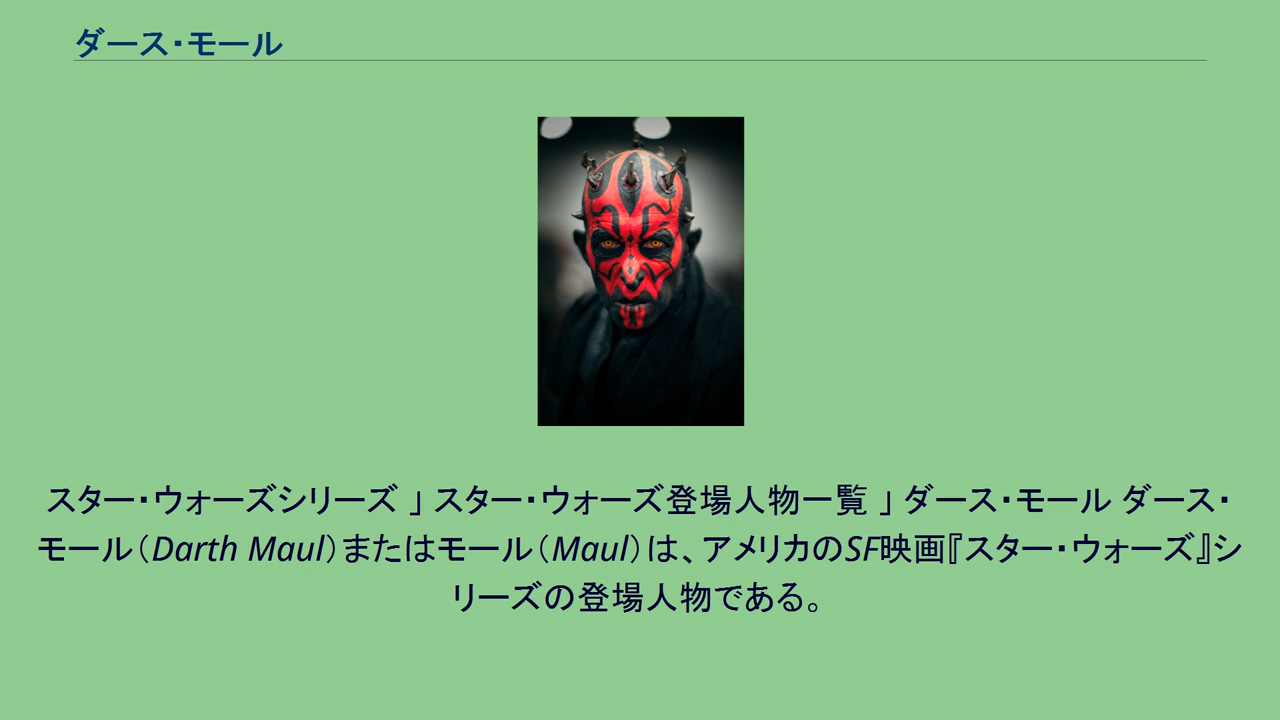 ダース・モール
スター・ウォーズシリーズ 」 スター・ウォーズ登場人物一覧 」 ダース・モール ダース・
モール（Darth Maul）またはモール（Maul）は、アメリカのSF映画『スター・ウォーズ』シ
リーズの登場人物である。